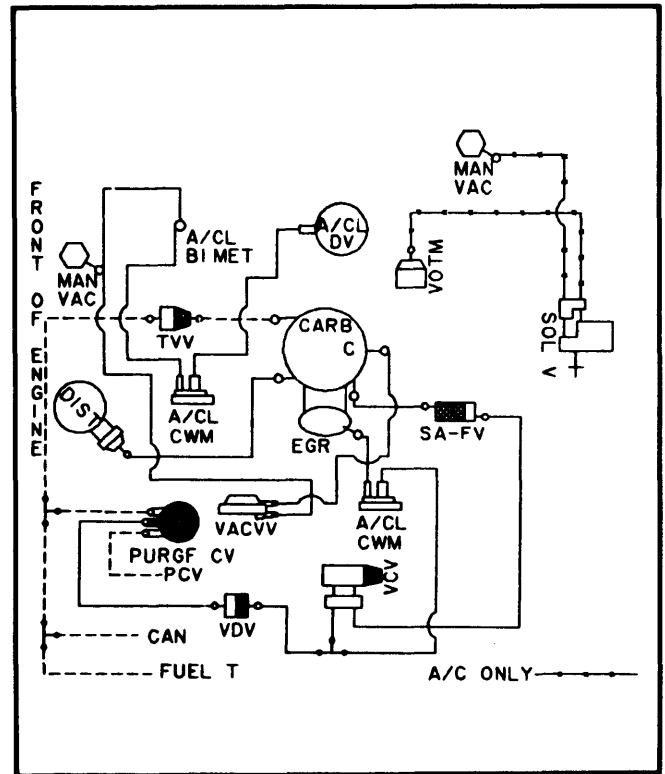 FRONT OF ENGINE
MAN
VAC
A/CL
BIMET
A/CL
DV
MAN
VAC
VOTM
SOL V
TVV
CARB
C
A/CL
CWM
DIST
EGR
SA-FV
VACVV
A/CL
CWM
PURGF CV
PCV
VCV
VDV
CAN
FUEL T
A/C ONLY